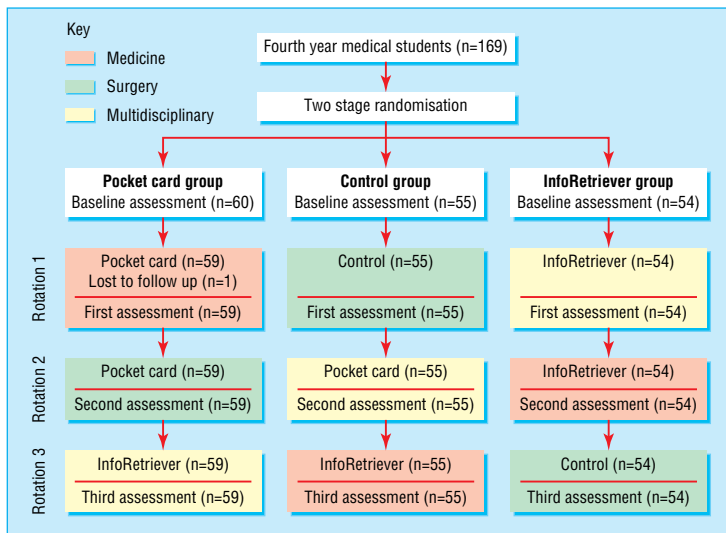 Key
Medicine
Surgery
Multidisciplinary
Fourth year medical students (n=169)
Two stage randomisation
Pocket card group
Baseline assessment (n=60)
Control group
Baseline assessment (n=55)
InfoRetriever group
Baseline assessment (n=54)
Rotation 1
Pocket card (n=59)
Lost to follow up (n=1)
First assessment (n=59)
Control (n=55)
First assessment (n=55)
InfoRetriever (n=54)
First assessment (n=54)
Rotation 2
Pocket card (n=59)
Second assessment (n=59)
Pocket card (n=55)
Second assessment (n=55)
InfoRetriever (n=54)
Second assessment (n=54)
Rotation 3
InfoRetriever (n=59)
Third assessment (n=59)
InfoRetriever (n=55)
Third assessment (n=55)
Control (n=54)
Third assessment (n=54)